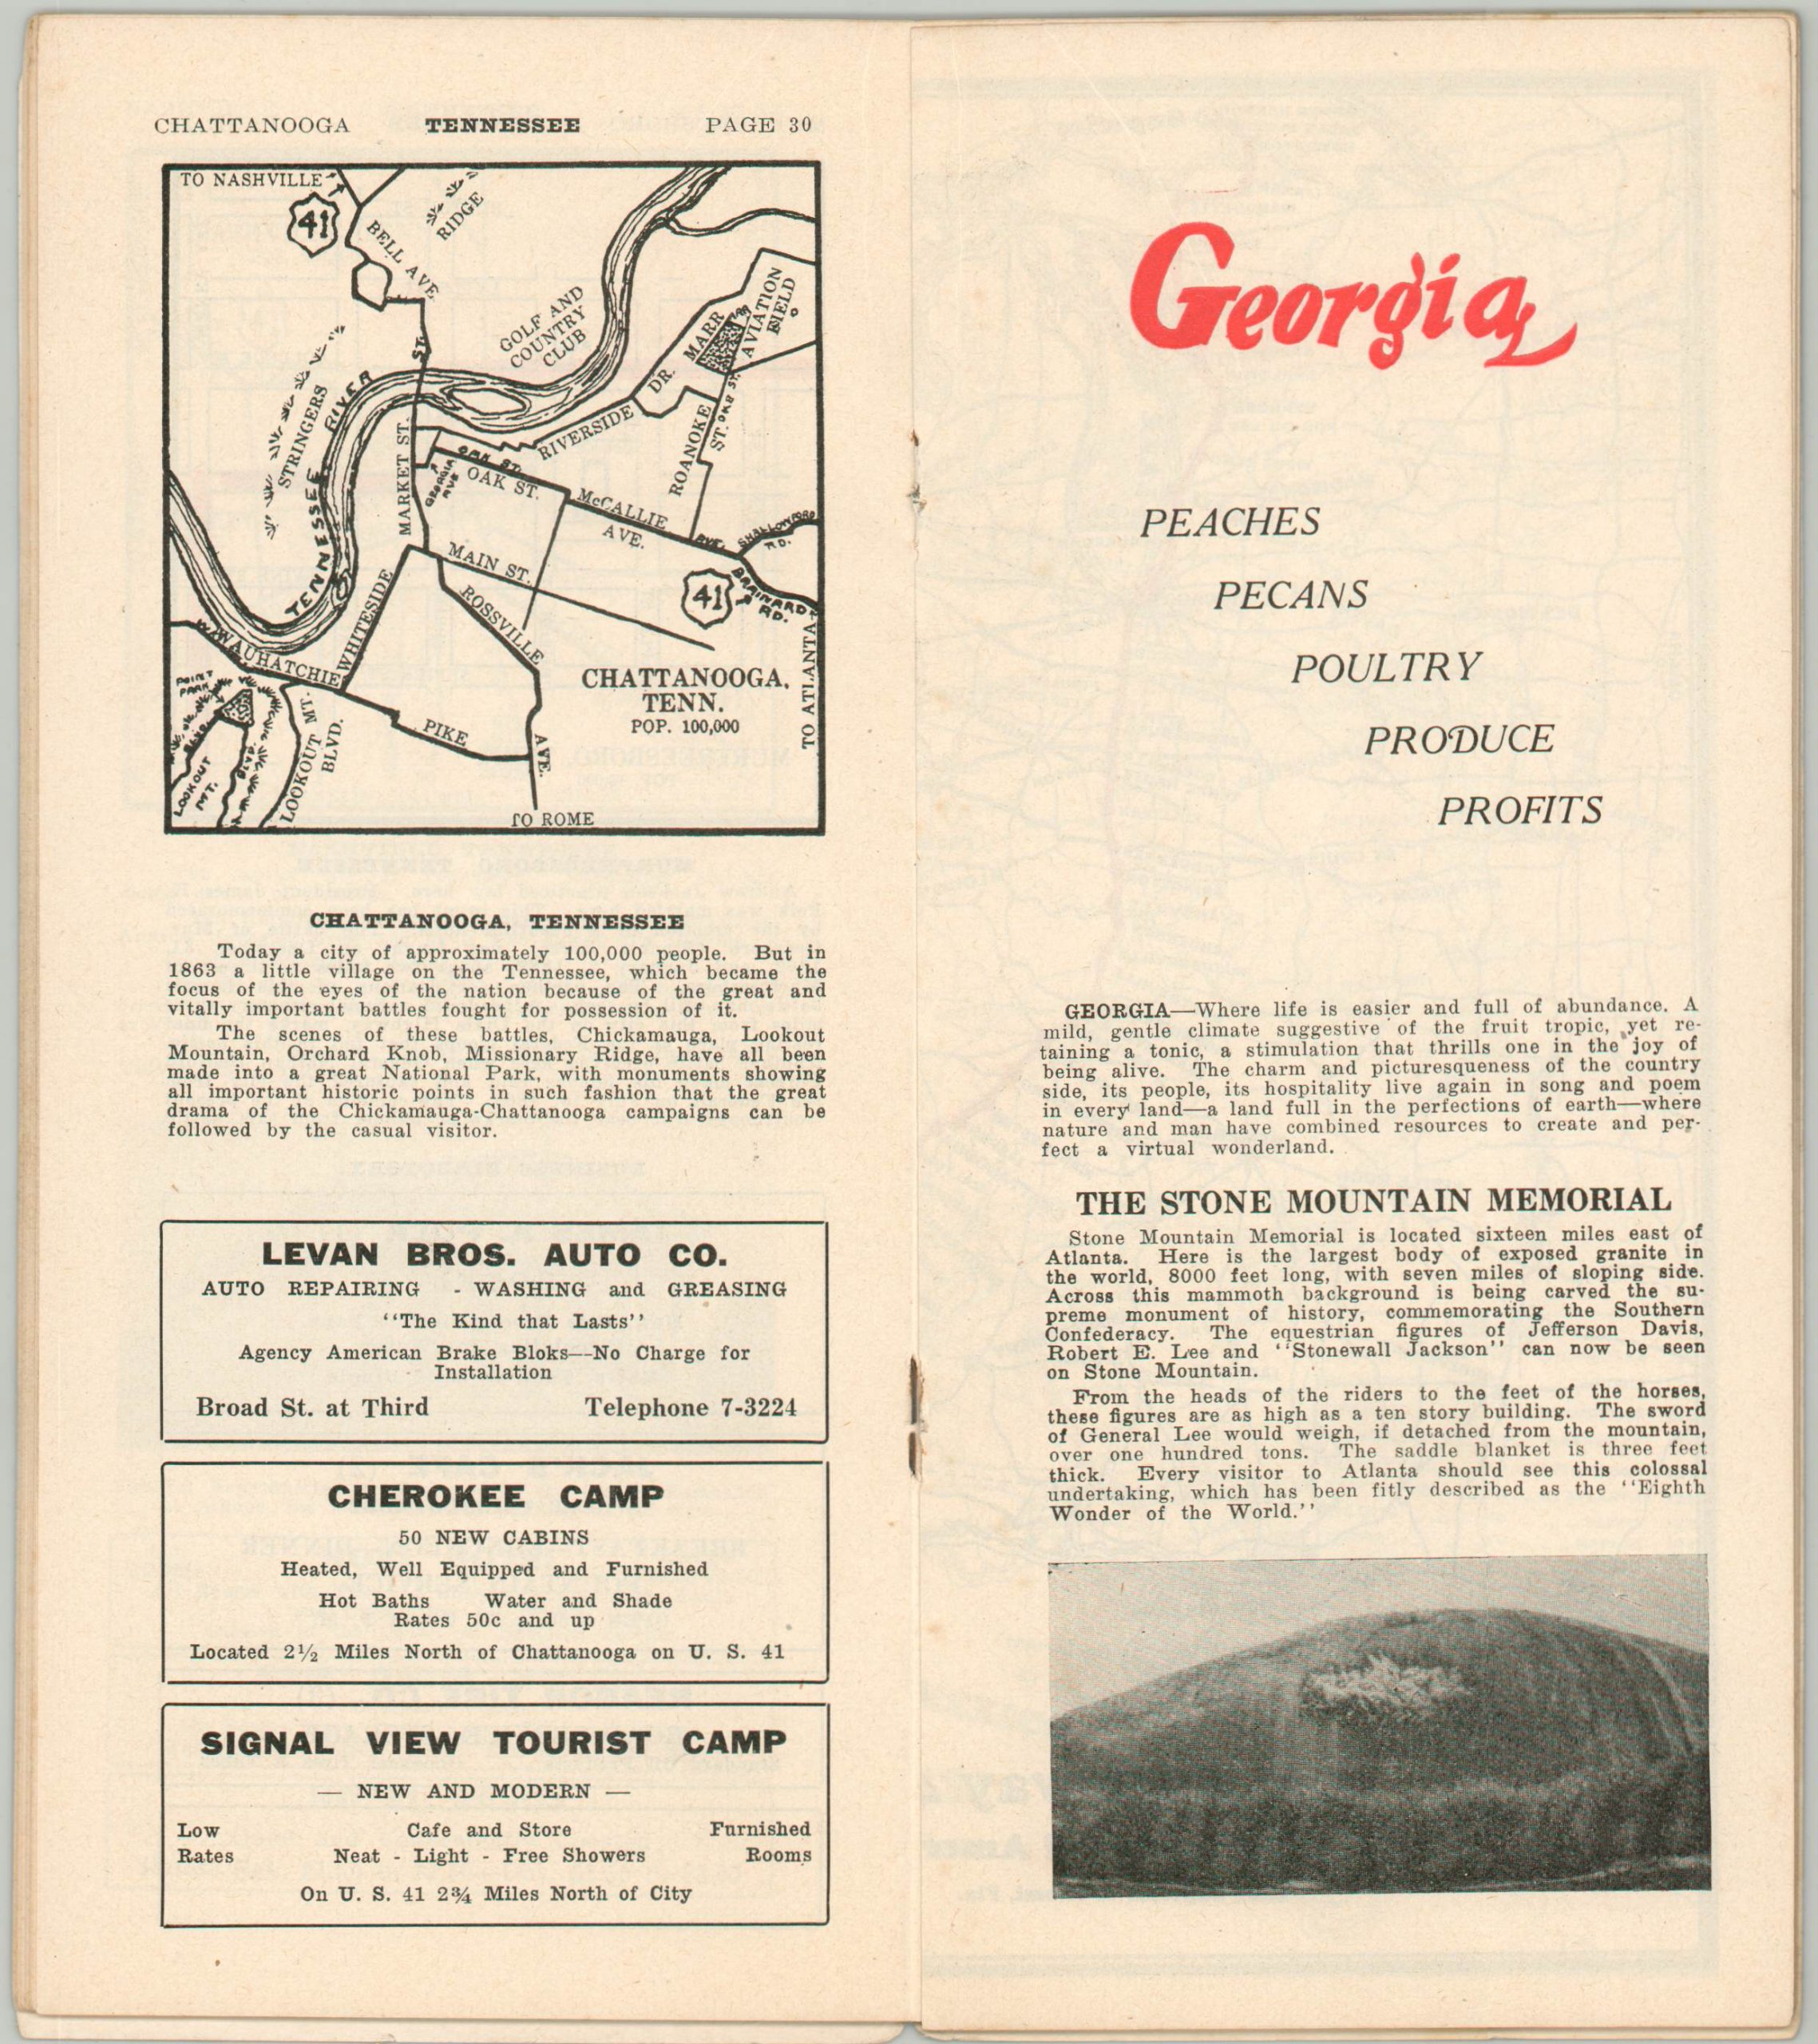 CHATTANOOGA TENNESSEE PAGE 30
TO NASHVILLE
41
BELL AVE.
RIDGE
GOLF AND
COUNTRY
CLUB
MARR
AVIATION
FIELD
DR.
ST.
STRINGERS
RIVER
TENNESSEE
RIVERSIDE
ROANOKE
ST.
MARKET ST.
GEORGIA
AVE
OAK ST.
OAK ST.
McCALLIE
AVE.
AVE.
SHALLOWFORD
RD.
MAIN ST.
41
BRAINARD
RD.
WHITESIDE
ROSSVILLE
WAUHATCHIE
POINT
PARK
CHATTANOOGA,
TENN.
POP. 100,000
TO ATLANTA
LOOKOUT MT.
BLVD.
PIKE
AVE.
LOOKOUT
MT.
TO ROME
CHATTANOOGA, TENNESSEE
Today a city of approximately 100,000 people. But in
1863 a little village on the Tennessee, which became the
focus of the eyes of the nation because of the great and
vitally important battles fought for possession of it.
The scenes of these battles, Chickamauga, Lookout
Mountain, Orchard Knob, Missionary Ridge, have all been
made into a great National Park, with monuments showing
all important historic points in such fashion that the great
drama of the Chickamauga-Chattanooga campaigns can be
followed by the casual visitor.
LEVAN BROS. AUTO CO.
AUTO REPAIRING - WASHING and GREASING
"The Kind that Lasts"
Agency American Brake Bloks—No Charge for
Installation
Broad St. at Third Telephone 7-3224
CHEROKEE CAMP
50 NEW CABINS
Heated, Well Equipped and Furnished
Hot Baths Water and Shade
Rates 50c and up
Located 2½ Miles North of Chattanooga on U. S. 41
SIGNAL VIEW TOURIST CAMP
— NEW AND MODERN —
Low Cafe and Store Furnished
Rates Neat - Light - Free Showers Rooms
On U. S. 41 2¾ Miles North of City
Georgia
PEACHES
PECANS
POULTRY
PRODUCE
PROFITS
GEORGIA—Where life is easier and full of abundance. A
mild, gentle climate suggestive of the fruit tropic, yet re-
taining a tonic, a stimulation that thrills one in the joy of
being alive. The charm and picturesqueness of the country
side, its people, its hospitality live again in song and poem
in every land—a land full in the perfections of earth—where
nature and man have combined resources to create and per-
fect a virtual wonderland.
THE STONE MOUNTAIN MEMORIAL
Stone Mountain Memorial is located sixteen miles east of
Atlanta. Here is the largest body of exposed granite in
the world, 8000 feet long, with seven miles of sloping side.
Across this mammoth background is being carved the su-
preme monument of history, commemorating the Southern
Confederacy. The equestrian figures of Jefferson Davis,
Robert E. Lee and "Stonewall Jackson" can now be seen
on Stone Mountain.
From the heads of the riders to the feet of the horses,
these figures are as high as a ten story building. The sword
of General Lee would weigh, if detached from the mountain,
over one hundred tons. The saddle blanket is three feet
thick. Every visitor to Atlanta should see this colossal
undertaking, which has been fitly described as the "Eighth
Wonder of the World."